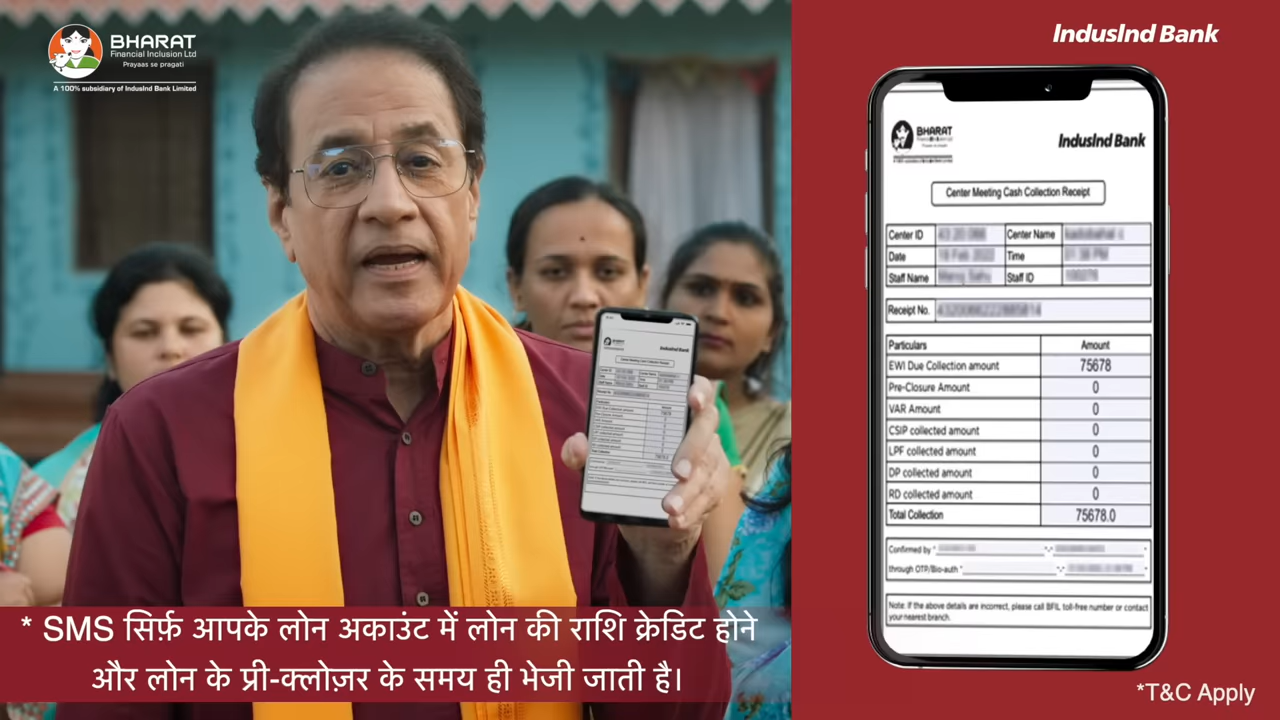 BHARAT
Financial Inclusion Ltd
Prayaas se pragati
A 100% subsidiary of IndusInd Bank Limited
* SMS सिर्फ़ आपके लोन अकाउंट में लोन की राशि क्रेडिट होने
और लोन के प्री-क्लोज़र के समय ही भेजी जाती है।
IndusInd Bank
BHARAT
IndusInd Bank
Center Meeting Cash Collection Receipt
Center ID Center Name
Date Time
Staff Name Staff ID
Receipt No.
Particulars Amount
EWI Due Collection amount 75678
Pre-Closure Amount 0
VAR Amount 0
CSIP collected amount 0
LPF collected amount 0
DP collected amount 0
RD collected amount 0
Total Collection 75678.0
Confirmed by
through OTP/Bio-auth
Note: If the above details are incorrect, please call BFIL toll-free number or contact
your nearest branch.
*T&C Apply